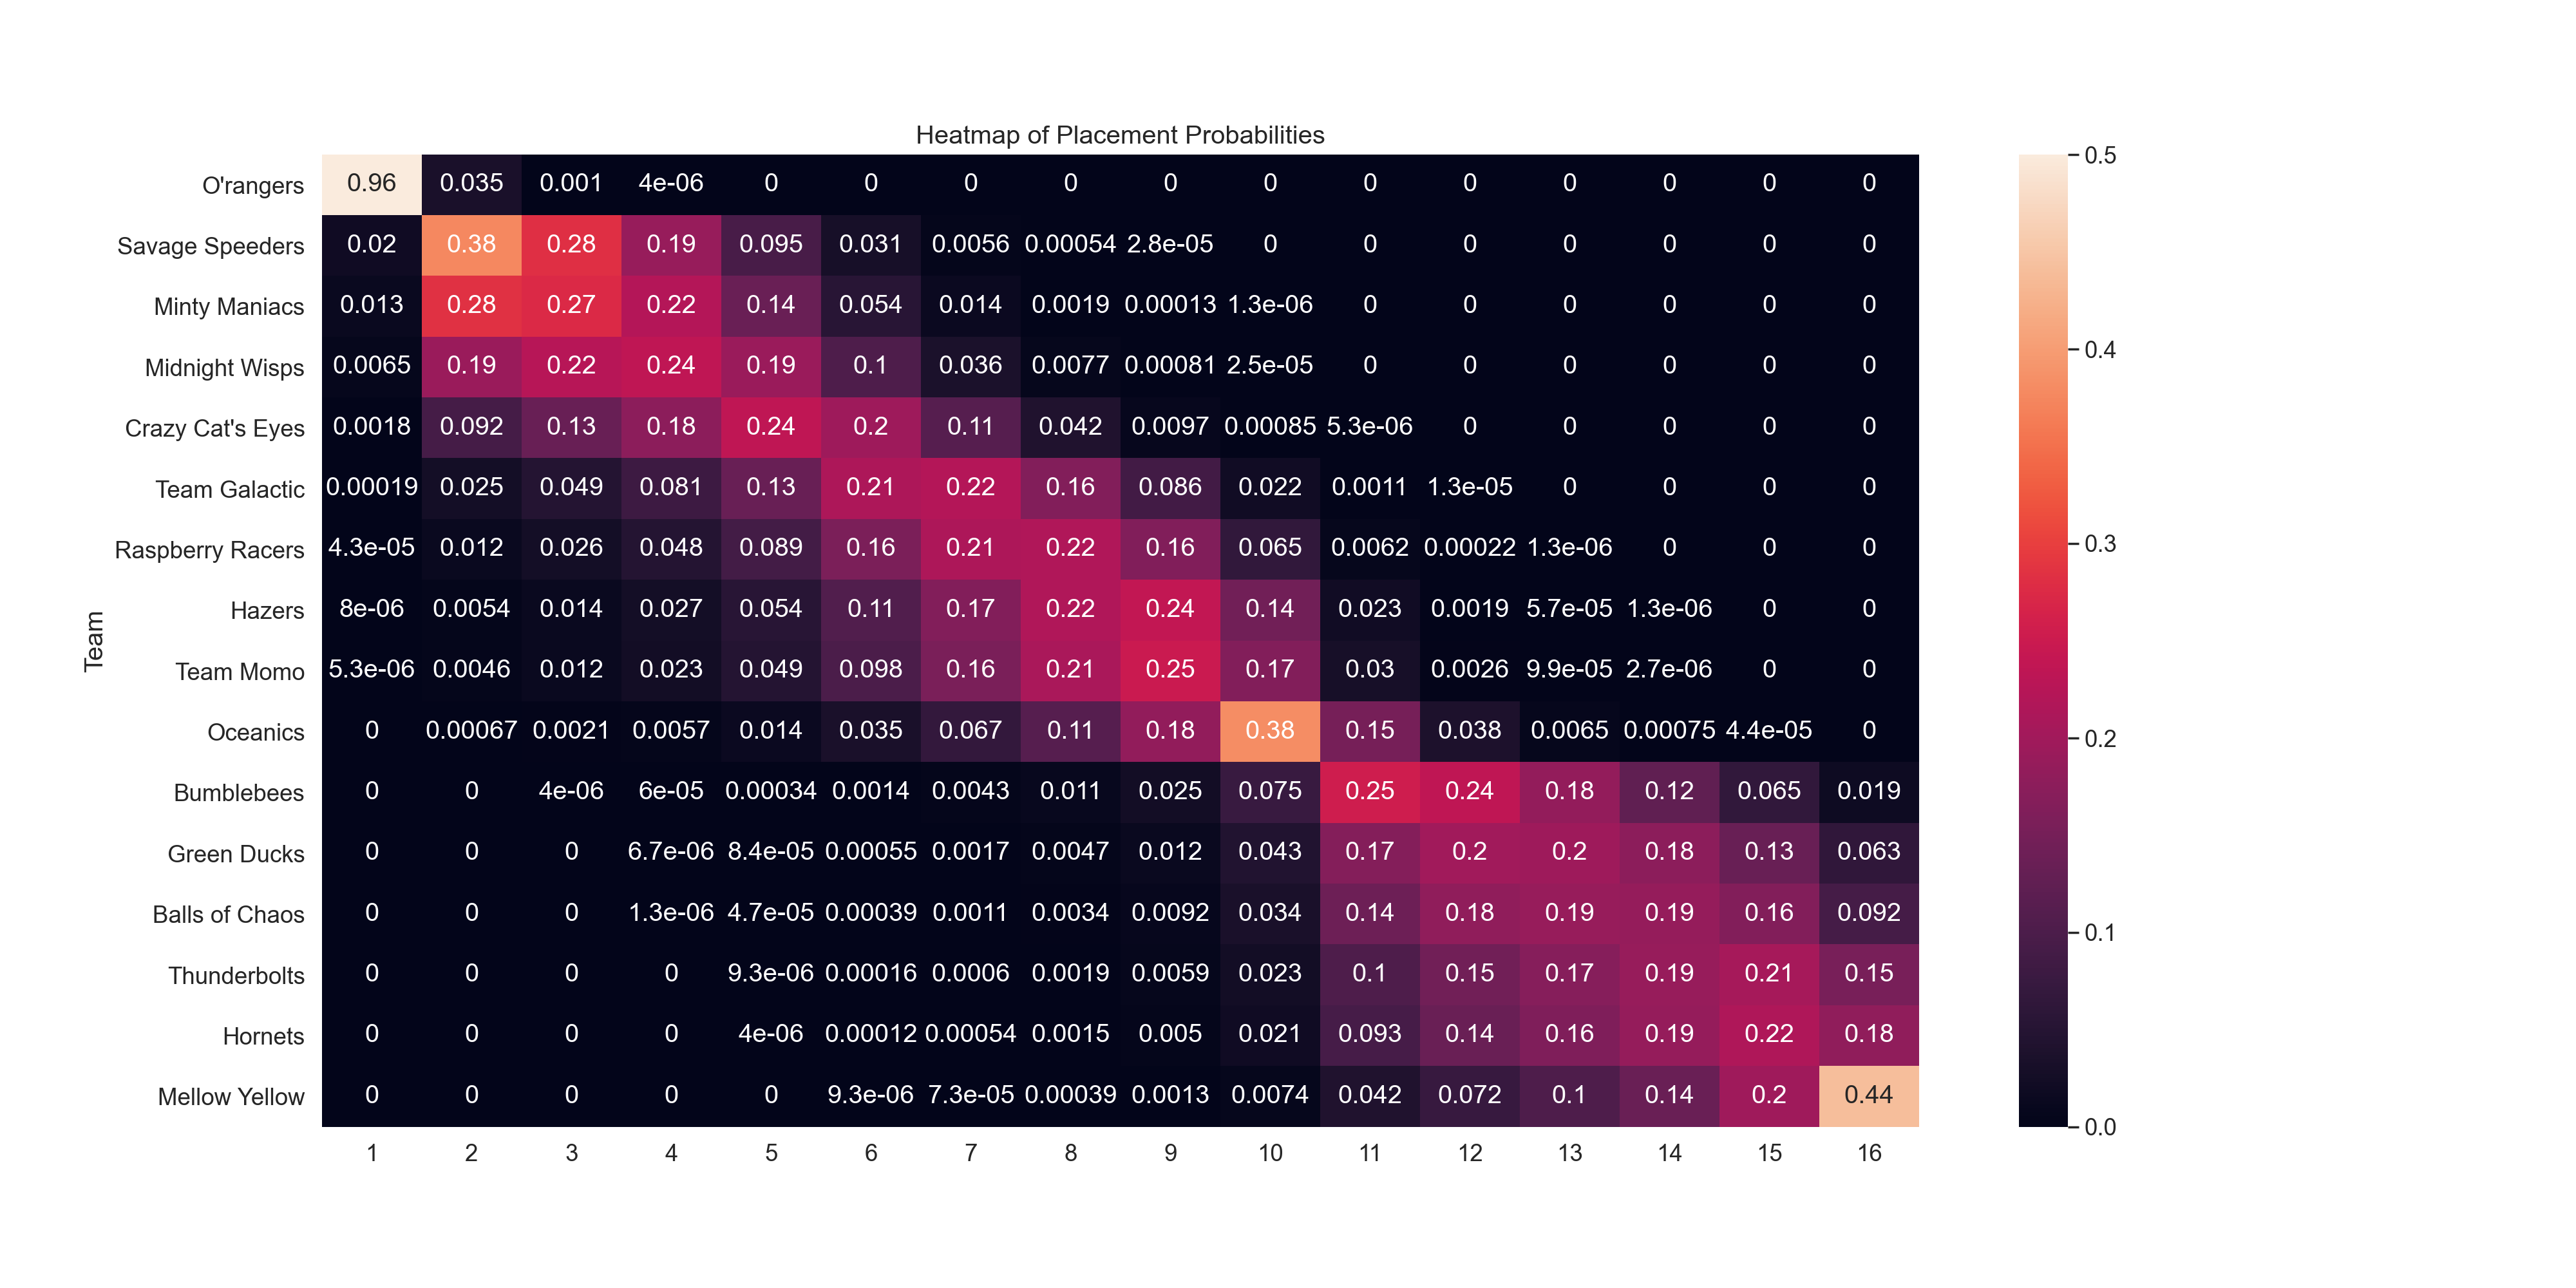 Heatmap of Placement Probabilities
O'rangers 0.96 0.035 0.001 4e-06 0 0 0 0 0 0 0 0 0 0 0 0
Savage Speeders 0.02 0.38 0.28 0.19 0.095 0.031 0.0056 0.00054 2.8e-05 0 0 0 0 0 0 0
Minty Maniacs 0.013 0.28 0.27 0.22 0.14 0.054 0.014 0.0019 0.00013 1.3e-06 0 0 0 0 0 0
Midnight Wisps 0.0065 0.19 0.22 0.24 0.19 0.1 0.036 0.0077 0.00081 2.5e-05 0 0 0 0 0 0
Crazy Cat's Eyes 0.0018 0.092 0.13 0.18 0.24 0.2 0.11 0.042 0.0097 0.00085 5.3e-06 0 0 0 0 0
Team Galactic 0.00019 0.025 0.049 0.081 0.13 0.21 0.22 0.16 0.086 0.022 0.0011 1.3e-05 0 0 0 0
Raspberry Racers 4.3e-05 0.012 0.026 0.048 0.089 0.16 0.21 0.22 0.16 0.065 0.0062 0.00022 1.3e-06 0 0 0
Hazers 8e-06 0.0054 0.014 0.027 0.054 0.11 0.17 0.22 0.24 0.14 0.023 0.0019 5.7e-05 1.3e-06 0 0
Team Momo 5.3e-06 0.0046 0.012 0.023 0.049 0.098 0.16 0.21 0.25 0.17 0.03 0.0026 9.9e-05 2.7e-06 0 0
Oceanics 0 0.00067 0.0021 0.0057 0.014 0.035 0.067 0.11 0.18 0.38 0.15 0.038 0.0065 0.00075 4.4e-05 0
Bumblebees 0 0 4e-06 6e-05 0.00034 0.0014 0.0043 0.011 0.025 0.075 0.25 0.24 0.18 0.12 0.065 0.019
Green Ducks 0 0 0 6.7e-06 8.4e-05 0.00055 0.0017 0.0047 0.012 0.043 0.17 0.2 0.2 0.18 0.13 0.063
Balls of Chaos 0 0 0 1.3e-06 4.7e-05 0.00039 0.0011 0.0034 0.0092 0.034 0.14 0.18 0.19 0.19 0.16 0.092
Thunderbolts 0 0 0 0 9.3e-06 0.00016 0.0006 0.0019 0.0059 0.023 0.1 0.15 0.17 0.19 0.21 0.15
Hornets 0 0 0 0 4e-06 0.00012 0.00054 0.0015 0.005 0.021 0.093 0.14 0.16 0.19 0.22 0.18
Mellow Yellow 0 0 0 0 0 9.3e-06 7.3e-05 0.00039 0.0013 0.0074 0.042 0.072 0.1 0.14 0.2 0.44
1 2 3 4 5 6 7 8 9 10 11 12 13 14 15 16
Team
0.5
0.4
0.3
0.2
0.1
0.0